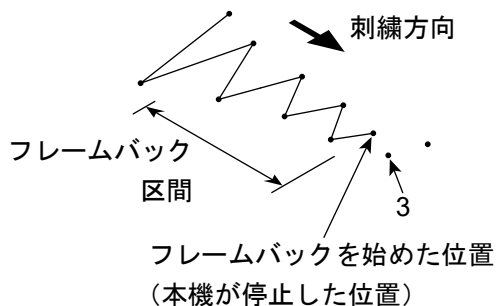 刺繍方向
フレームバック
区間
3
フレームバックを始めた位置
（本機が停止した位置）